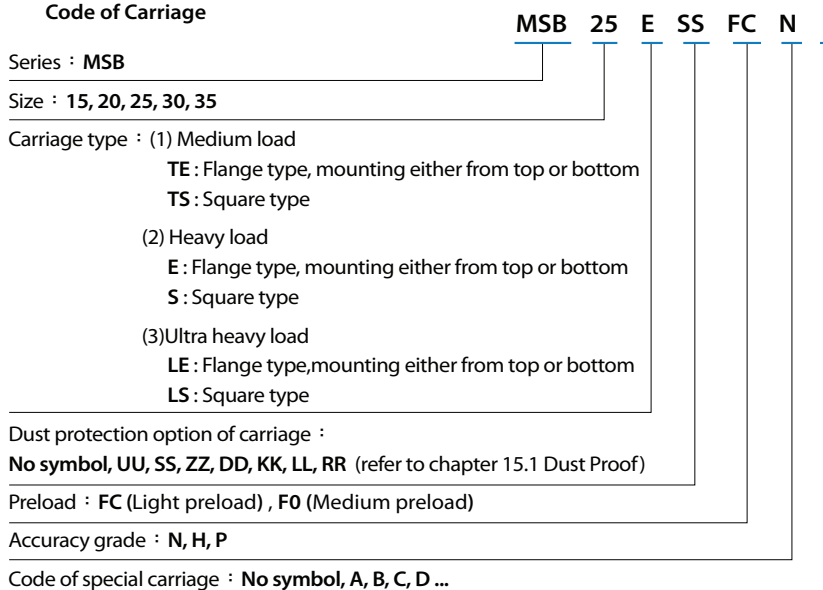 Code of Carriage
MSB 25 E SS FC N
Series : MSB
Size : 15, 20, 25, 30, 35
Carriage type : (1) Medium load
TE : Flange type, mounting either from top or bottom
TS : Square type
(2) Heavy load
E : Flange type, mounting either from top or bottom
S : Square type
(3)Ultra heavy load
LE : Flange type,mounting either from top or bottom
LS : Square type
Dust protection option of carriage :
No symbol, UU, SS, ZZ, DD, KK, LL, RR (refer to chapter 15.1 Dust Proof)
Preload : FC (Light preload) , F0 (Medium preload)
Accuracy grade : N, H, P
Code of special carriage : No symbol, A, B, C, D ...